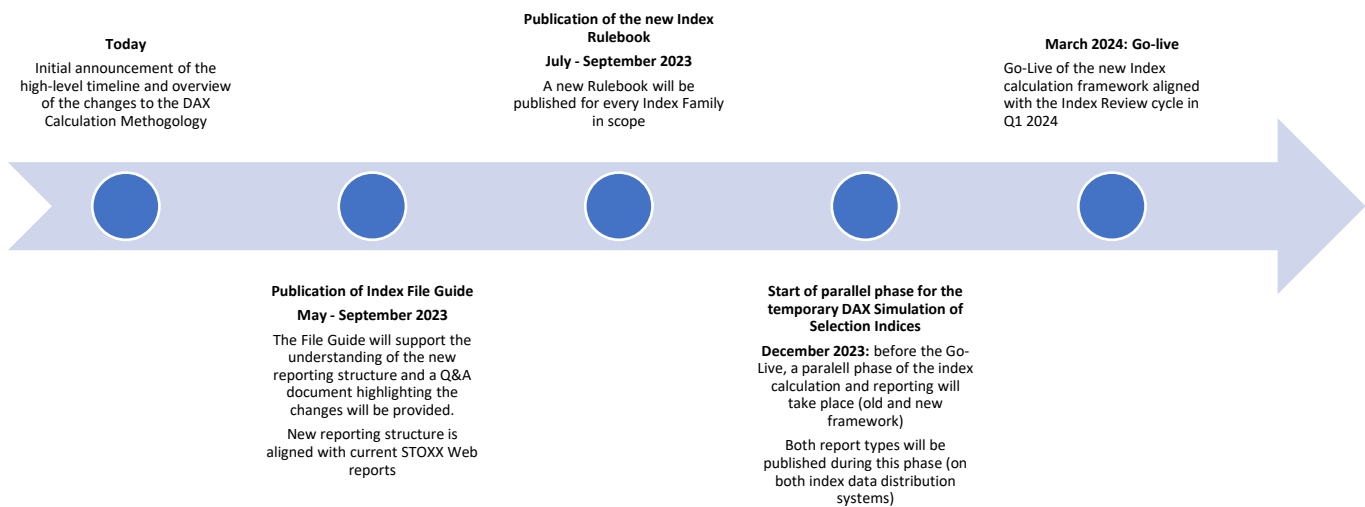 Today
Initial announcement of the
high-level timeline and overview
of the changes to the DAX
Calculation Methogology
Publication of Index File Guide
May - September 2023
The File Guide will support the
understanding of the new
reporting structure and a Q&A
document highlighting the
changes will be provided.
New reporting structure is
aligned with current STOXX Web
reports
Publication of the new Index
Rulebook
July - September 2023
A new Rulebook will be
published for every Index Family
in scope
Start of parallel phase for the
temporary DAX Simulation of
Selection Indices
December 2023: before the Go-
Live, a paralell phase of the index
calculation and reporting will
take place (old and new
framework)
Both report types will be
published during this phase (on
both index data distribution
systems)
March 2024: Go-live
Go-Live of the new Index
calculation framework aligned
with the Index Review cycle in
Q1 2024